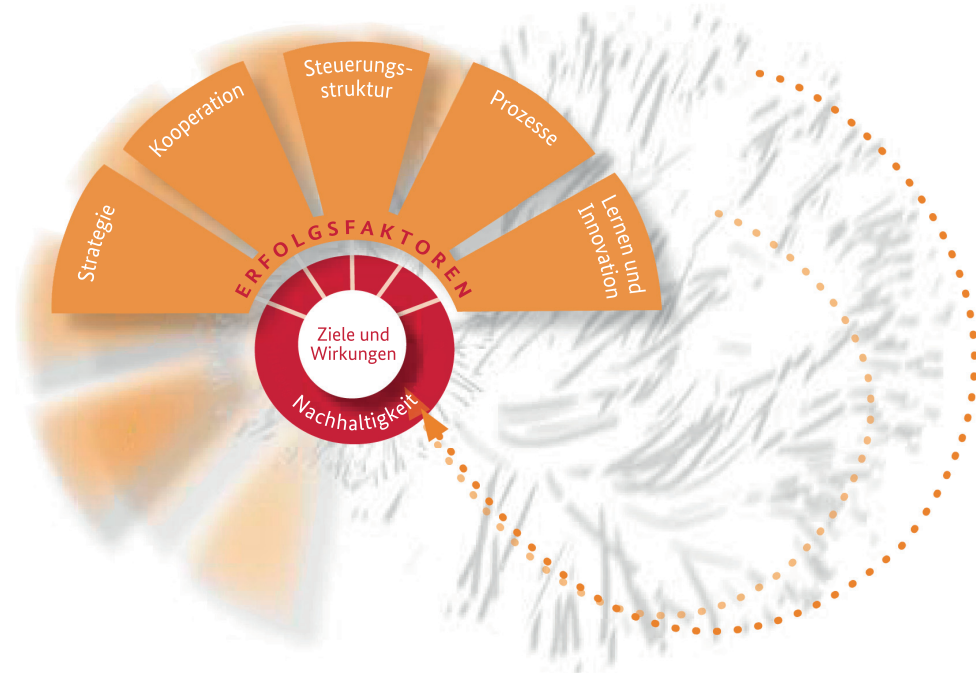 Strategie
Kooperation
Steuerungs-
struktur
Prozesse
Lernen und
Innovation
ERFOLGSFAKTOREN
Ziele und
Wirkungen
Nachhaltigkeit